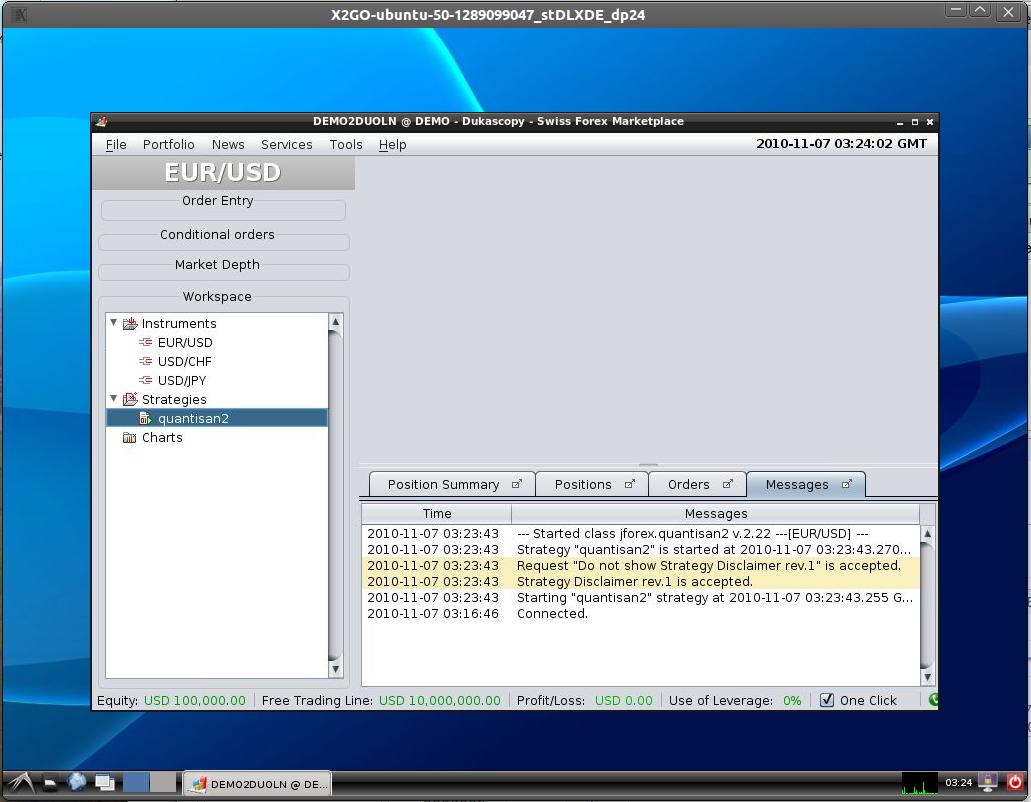 X2GO-ubuntu-50-1289099047_stDLXDE_dp24
DEMO2DUOLN @ DEMO - Dukascopy - Swiss Forex Marketplace
File Portfolio News Services Tools Help 2010-11-07 03:24:02 GMT
EUR/USD
Order Entry
Conditional orders
Market Depth
Workspace
Instruments
EUR/USD
USD/CHF
USD/JPY
Strategies
quantisan2
Charts
Position Summary Positions Orders Messages
Time Messages
2010-11-07 03:23:43 --- Started class jforex.quantisan2 v.2.22 ---[EUR/USD] ---
2010-11-07 03:23:43 Strategy "quantisan2" is started at 2010-11-07 03:23:43.270...
2010-11-07 03:23:43 Request "Do not show Strategy Disclaimer rev.1" is accepted.
2010-11-07 03:23:43 Strategy Disclaimer rev.1 is accepted.
2010-11-07 03:23:43 Starting "quantisan2" strategy at 2010-11-07 03:23:43.255 G...
2010-11-07 03:16:46 Connected.
Equity: USD 100,000.00 Free Trading Line: USD 10,000,000.00 Profit/Loss: USD 0.00 Use of Leverage: 0% One Click
DEMO2DUOLN @ DE... 03:24